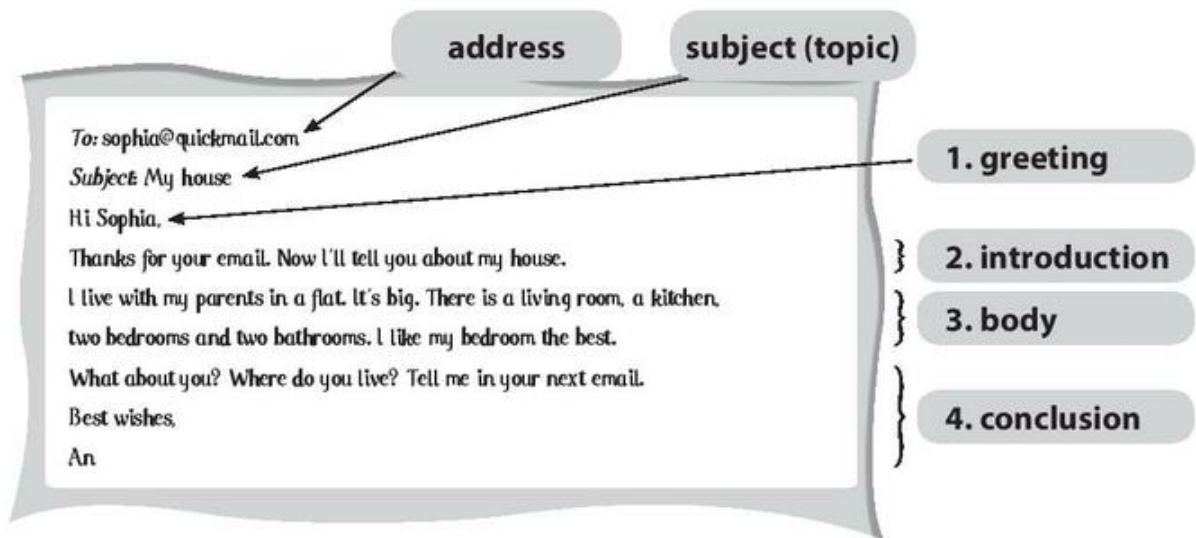 address
subject (topic)
To: sophia@quickmail.com
Subject: My house
Hi Sophia,
1. greeting
Thanks for your email. Now I'll tell you about my house.
2. introduction
I live with my parents in a flat. It's big. There is a living room, a kitchen,
two bedrooms and two bathrooms. I like my bedroom the best.
3. body
What about you? Where do you live? Tell me in your next email.
Best wishes,
An
4. conclusion